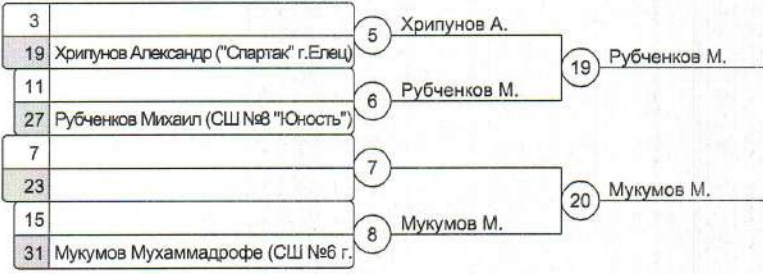 3
19 Хрипунов Александр ("Спартак" г.Елец)
5 Хрипунов А.
11
27 Рубченков Михаил (СШ №8 "Юность")
6 Рубченков М.
19 Рубченков М.
7
23
7
15
31 Мукумов Мухаммадрофе (СШ №6 г.
8 Мукумов М.
20 Мукумов М.